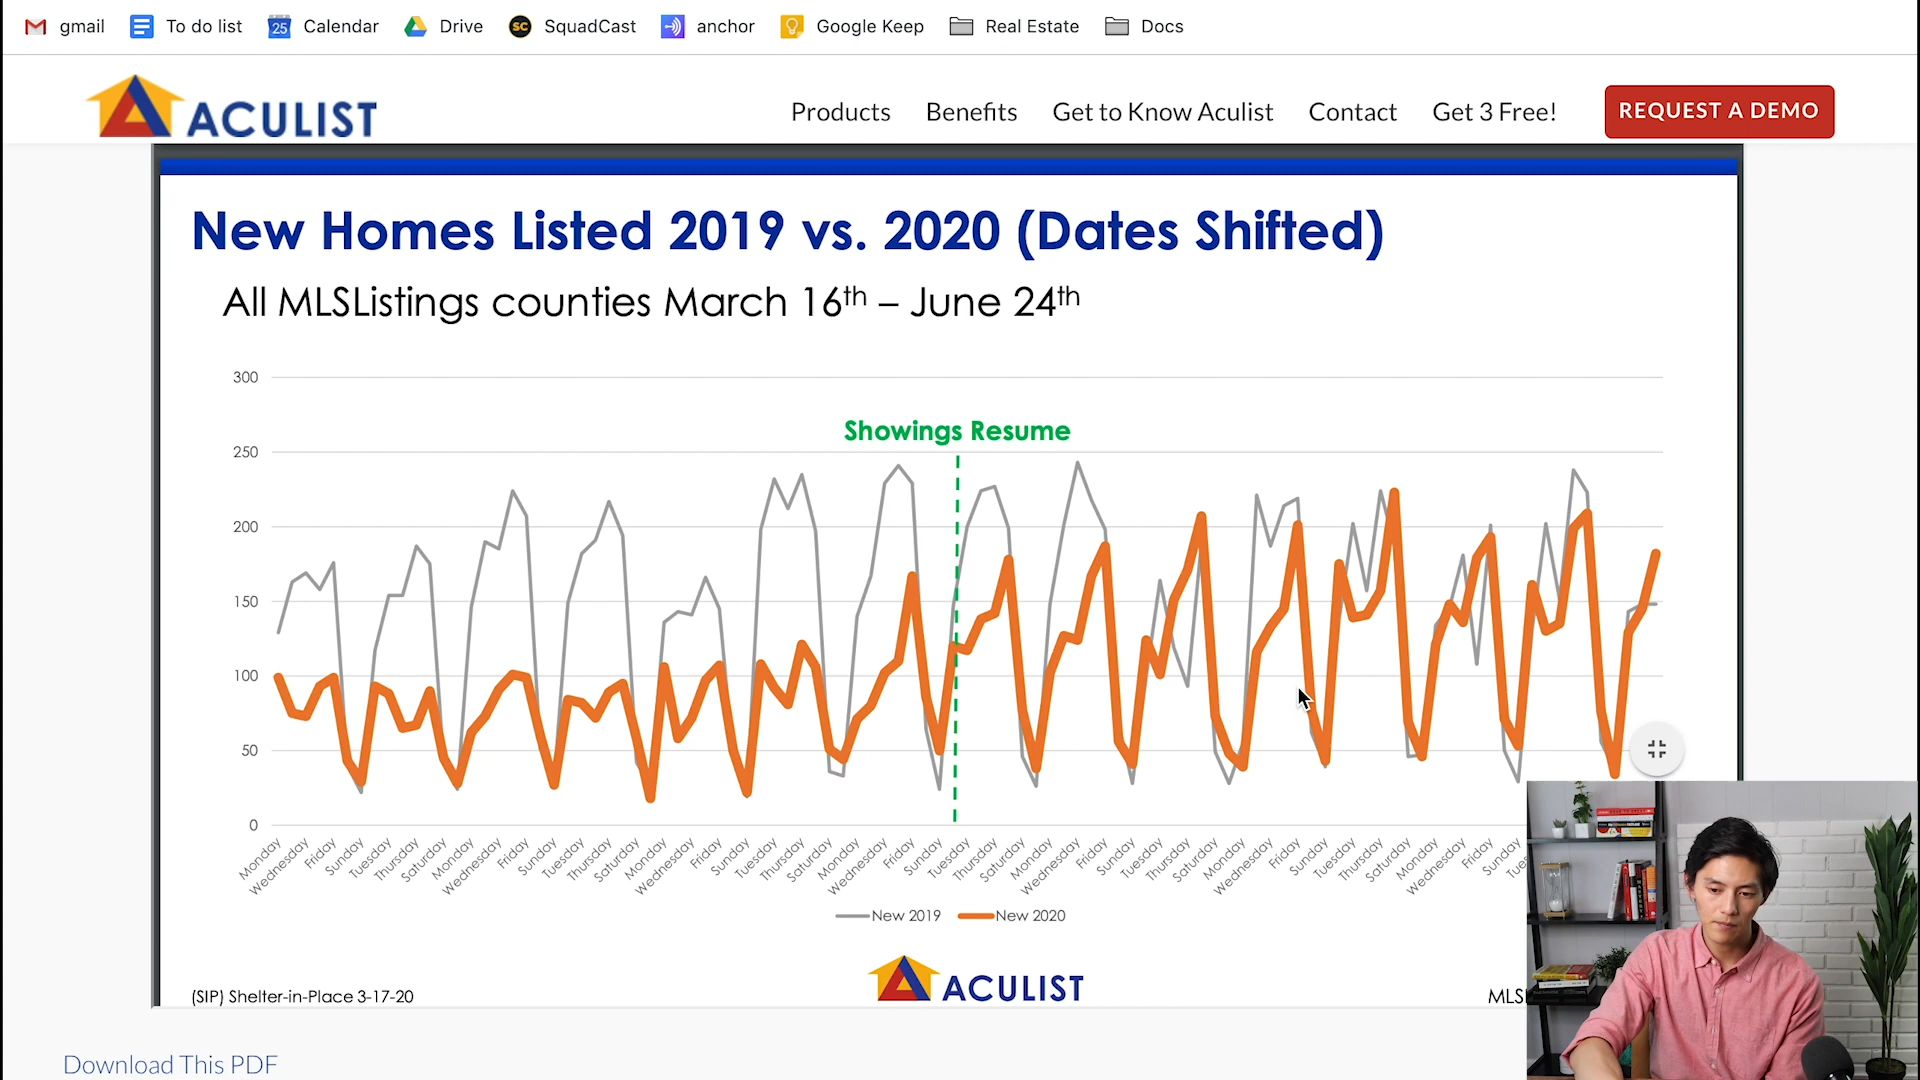 gmail To do list 25 Calendar Drive SC SquadCast anchor Google Keep Real Estate Docs
ACULIST Products Benefits Get to Know Aculist Contact Get 3 Free! REQUEST A DEMO
New Homes Listed 2019 vs. 2020 (Dates Shifted)
All MLSListings counties March 16th – June 24th
300
Showings Resume
250
200
150
100
50
0
Monday Wednesday Friday Sunday Tuesday Thursday Saturday Monday Wednesday Friday Sunday Tuesday Thursday Saturday Monday Wednesday Friday Sunday Tuesday Thursday Saturday Monday Wednesday Friday Sunday Tuesday Thursday Saturday Monday Wednesday Friday Sunday Tuesday Thursday Saturday Monday Wednesday Friday Sunday Tuesday Thursday Saturday Monday Wednesday Friday Sunday
New 2019 New 2020
ACULIST
(SIP) Shelter-in-Place 3-17-20 MLS
Download This PDF